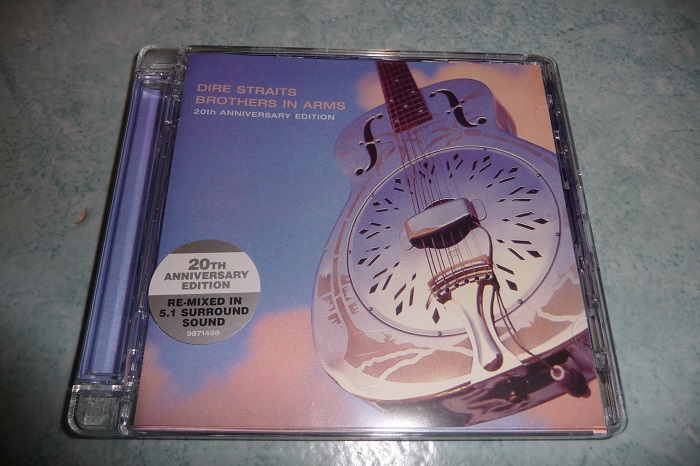 DIRE STRAITS
BROTHERS IN ARMS
20th ANNIVERSARY EDITION
20TH
ANNIVERSARY
EDITION
RE-MIXED IN
5.1 SURROUND
SOUND
9871498